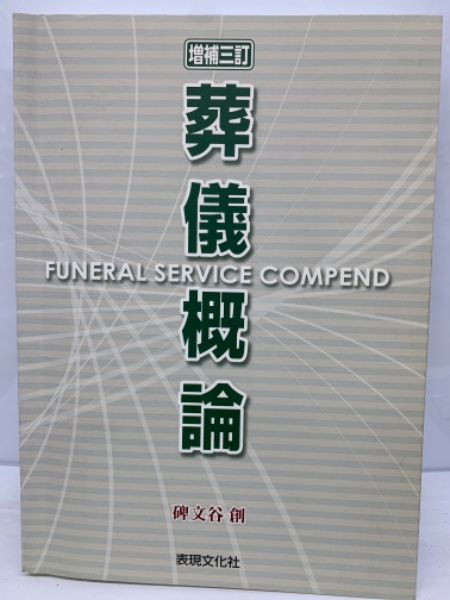 増補三訂
葬儀概論
FUNERAL SERVICE COMPEND
碑文谷 創
表現文化社